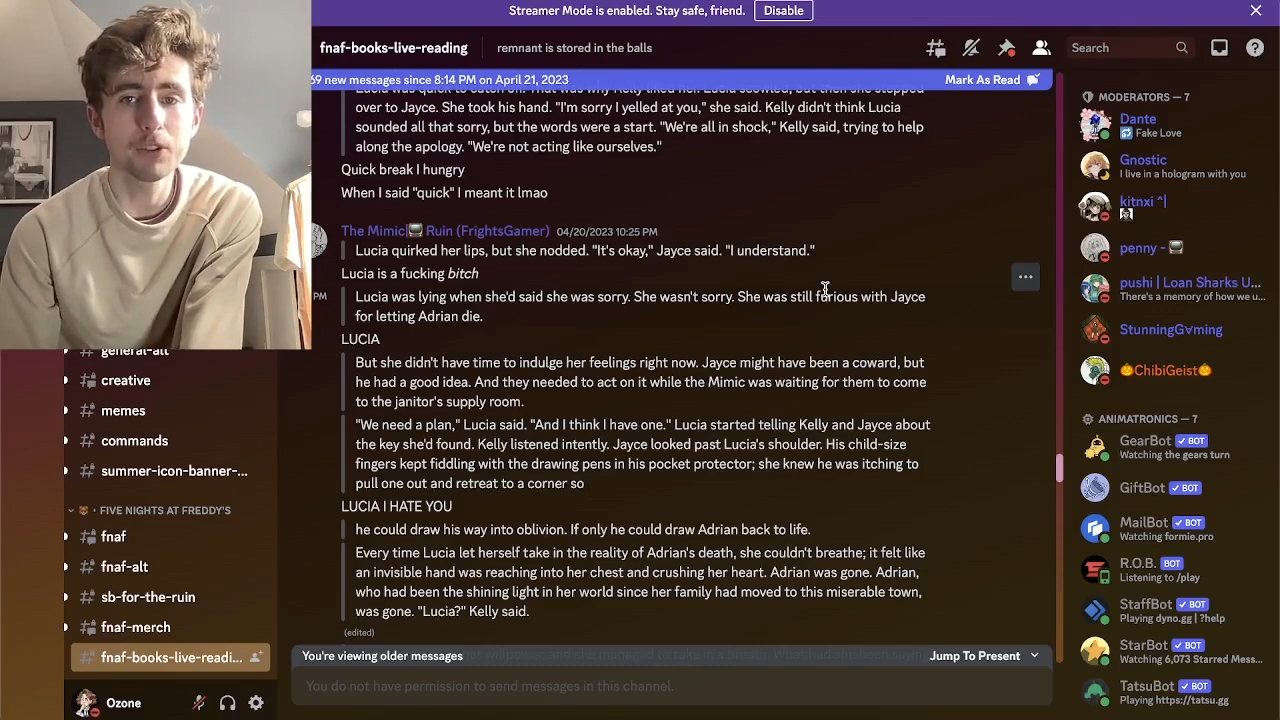 Streamer Mode is enabled. Stay safe, friend. Disable
fnaf-books-live-reading
remnant is stored in the balls
Search
69 new messages since 8:14 PM on April 21, 2023
Mark As Read
over to Jayce. She took his hand. "I'm sorry I yelled at you," she said. Kelly didn't think Lucia
sounded all that sorry, but the words were a start. "We're all in shock," Kelly said, trying to help
along the apology. "We're not acting like ourselves."
Quick break I hungry
When I said "quick" I meant it lmao
The Mimic| Ruin (FrightsGamer) 04/20/2023 10:25 PM
Lucia quirked her lips, but she nodded. "It's okay," Jayce said. "I understand."
Lucia is a fucking bitch
PM
Lucia was lying when she'd said she was sorry. She wasn't sorry. She was still furious with Jayce
for letting Adrian die.
LUCIA
But she didn't have time to indulge her feelings right now. Jayce might have been a coward, but
he had a good idea. And they needed to act on it while the Mimic was waiting for them to come
to the janitor's supply room.
"We need a plan," Lucia said. "And I think I have one." Lucia started telling Kelly and Jayce about
the key she'd found. Kelly listened intently. Jayce looked past Lucia's shoulder. His child-size
fingers kept fiddling with the drawing pens in his pocket protector; she knew he was itching to
pull one out and retreat to a corner so
LUCIA I HATE YOU
he could draw his way into oblivion. If only he could draw Adrian back to life.
Every time Lucia let herself take in the reality of Adrian's death, she couldn't breathe; it felt like
an invisible hand was reaching into her chest and crushing her heart. Adrian was gone. Adrian,
who had been the shining light in her world since her family had moved to this miserable town,
was gone. "Lucia?" Kelly said.
(edited)
You're viewing older messages
Jump To Present
You do not have permission to send messages in this channel.
general-alt
creative
memes
commands
summer-icon-banner-...
FIVE NIGHTS AT FREDDY'S
fnaf
fnaf-alt
sb-for-the-ruin
fnaf-merch
fnaf-books-live-readi...
Ozone
MODERATORS — 7
Dante
Fake Love
Gnostic
I live in a hologram with you
kitnxi ^|
penny -
pushi | Loan Sharks U...
There's a memory of how we u...
StunningG∀ming
ChibiGeist
ANIMATRONICS — 7
GearBot BOT
Watching the gears turn
GiftBot BOT
MailBot BOT
Watching formie.pro
R.O.B. BOT
Listening to /play
StaffBot BOT
Playing dyno.gg | ?help
StarBot BOT
Watching 6,073 Starred Mess...
TatsuBot BOT
Playing https://tatsu.gg